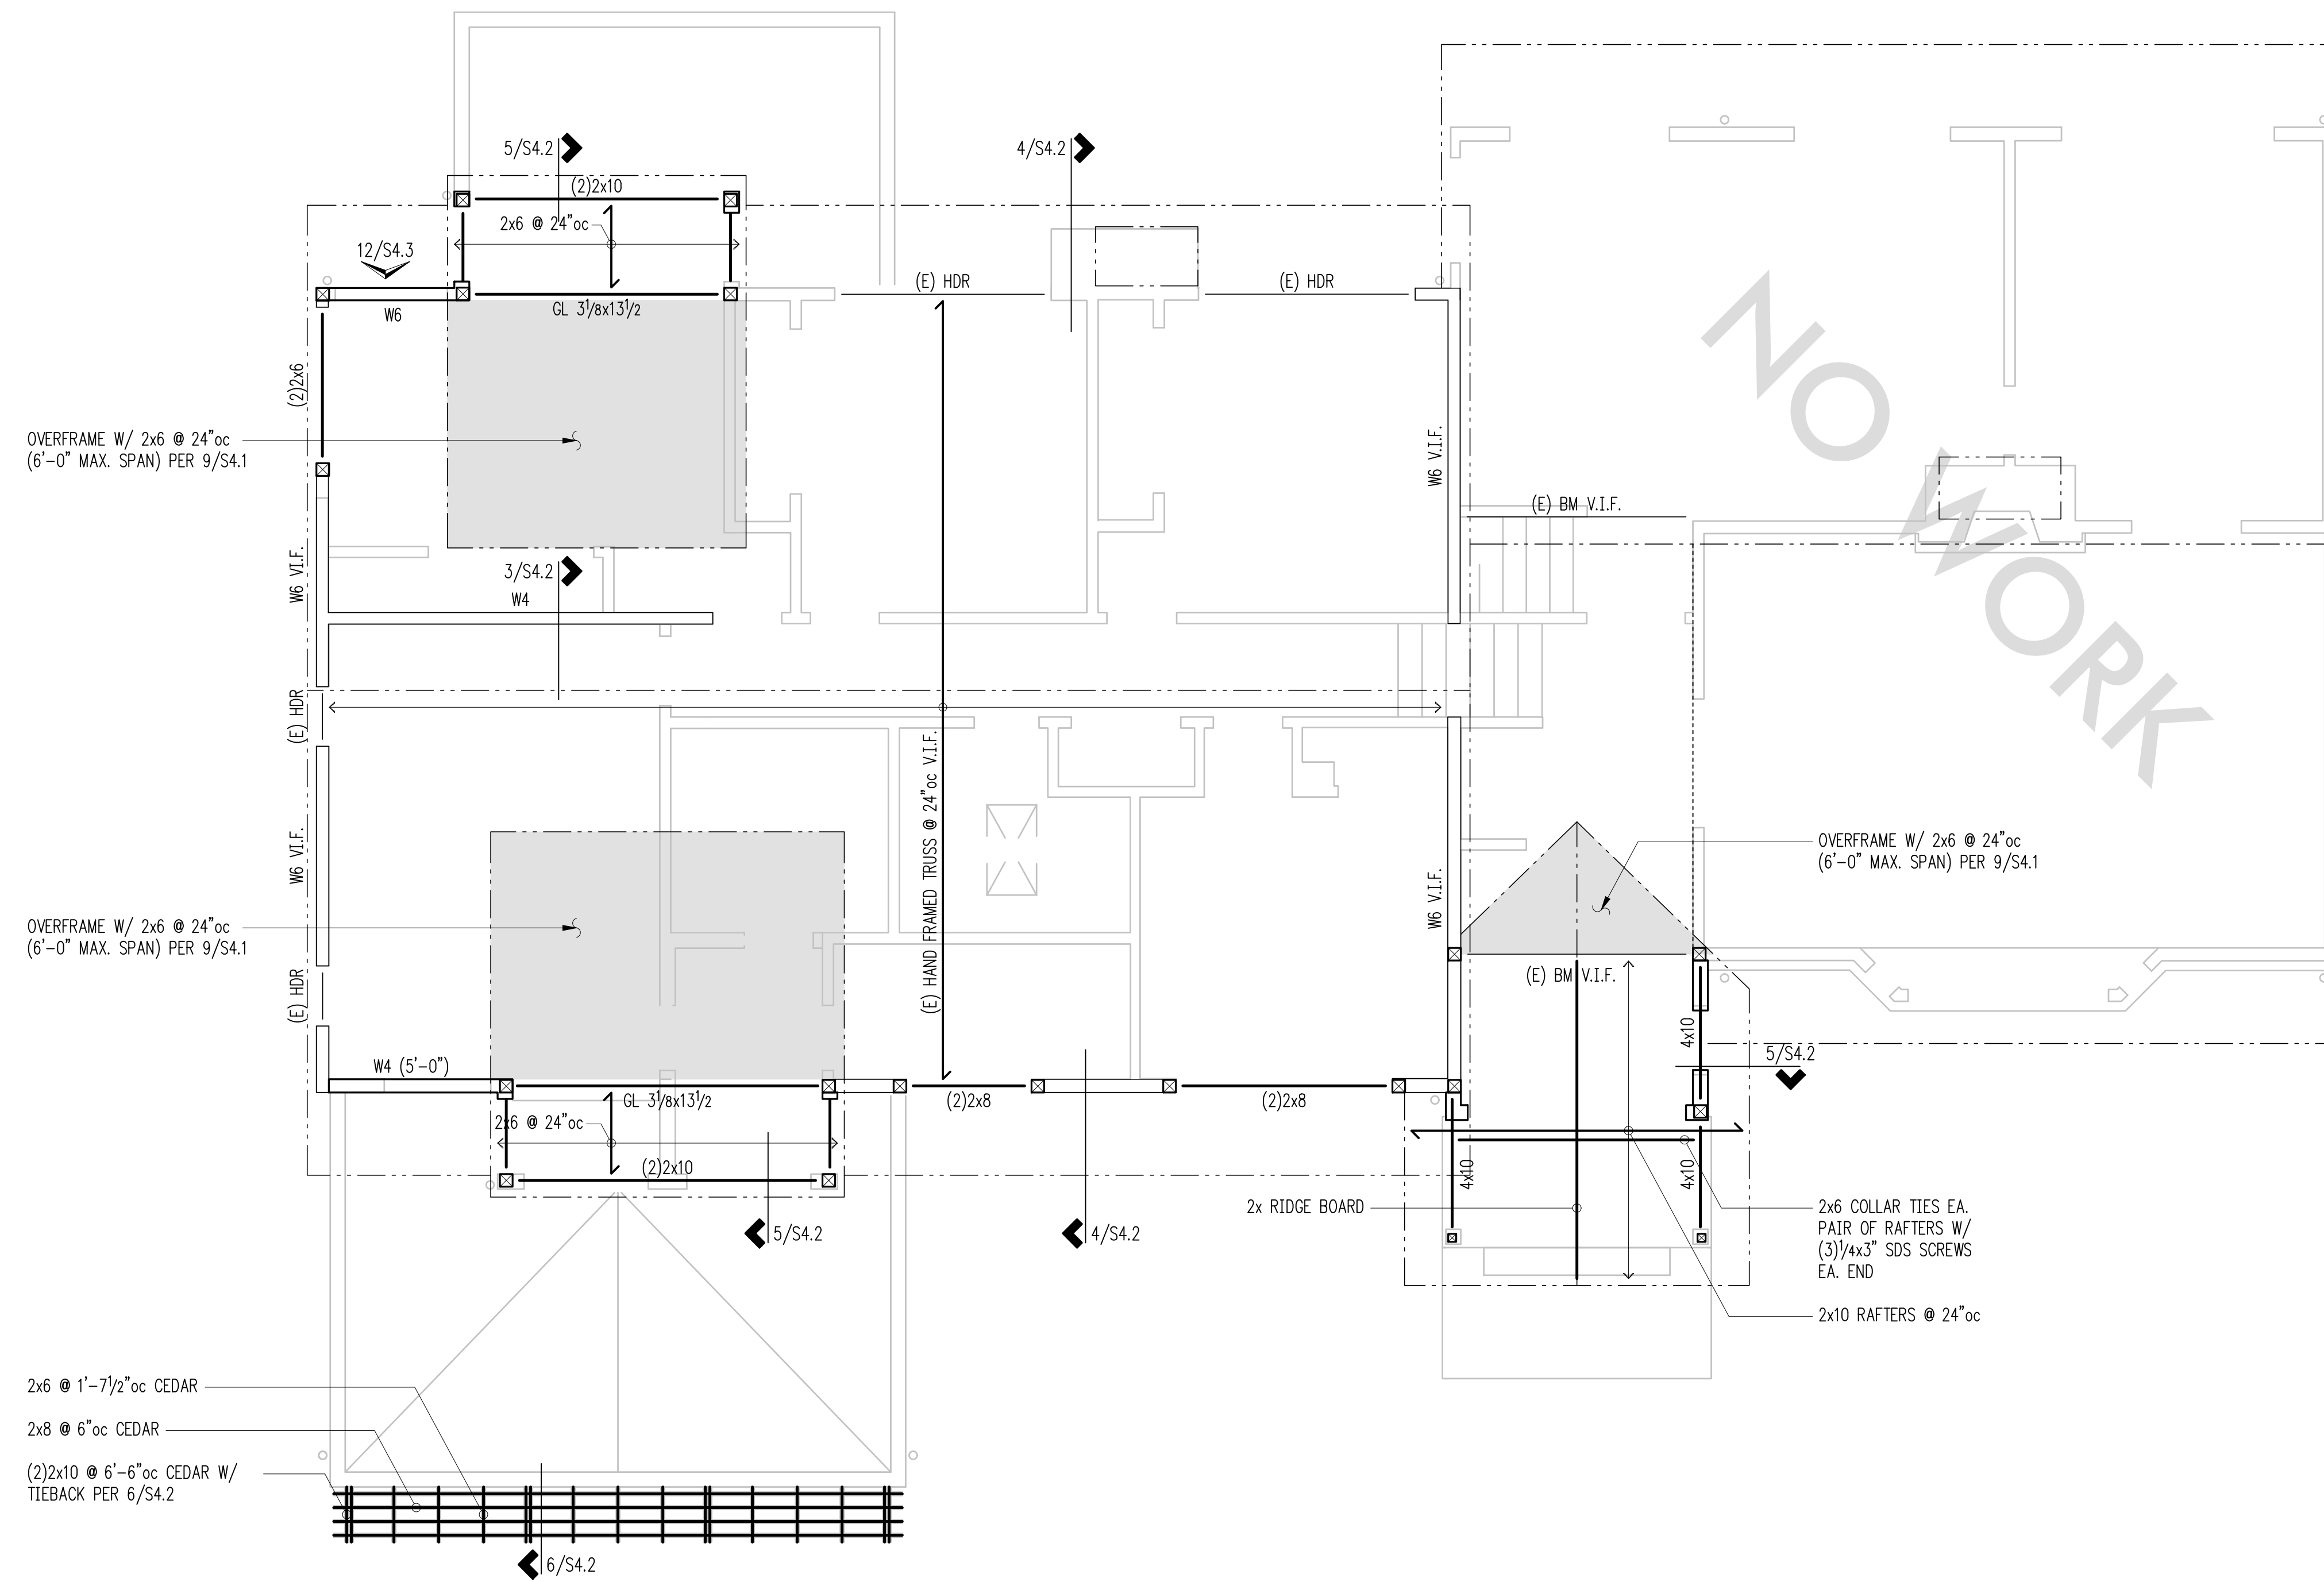 5/S4.2
4/S4.2
(2)2x10
2x6 @ 24"oc
12/S4.3
(E) HDR
(E) HDR
W6
GL 3 1/8x13 1/2
(2)2x6
NO WORK
OVERFRAME W/ 2x6 @ 24"oc
(6'-0" MAX. SPAN) PER 9/S4.1
W6 V.I.F.
(E) BM V.I.F.
3/S4.2
W4
W6 V.I.F.
(E) HDR
(E) HAND FRAMED TRUSS @ 24"oc V.I.F.
W6 V.I.F.
W6 V.I.F.
OVERFRAME W/ 2x6 @ 24"oc
(6'-0" MAX. SPAN) PER 9/S4.1
OVERFRAME W/ 2x6 @ 24"oc
(6'-0" MAX. SPAN) PER 9/S4.1
(E) BM V.I.F.
(E) HDR
4x10
5/S4.2
W4 (5'-0")
GL 3 1/8x13 1/2
(2)2x8
(2)2x8
2x6 @ 24"oc
(2)2x10
4x10
4x10
2x RIDGE BOARD
2x6 COLLAR TIES EA.
PAIR OF RAFTERS W/
(3)1/4x3" SDS SCREWS
EA. END
5/S4.2
4/S4.2
2x10 RAFTERS @ 24"oc
2x6 @ 1'-7 1/2"oc CEDAR
2x8 @ 6"oc CEDAR
(2)2x10 @ 6'-6"oc CEDAR W/
TIEBACK PER 6/S4.2
6/S4.2